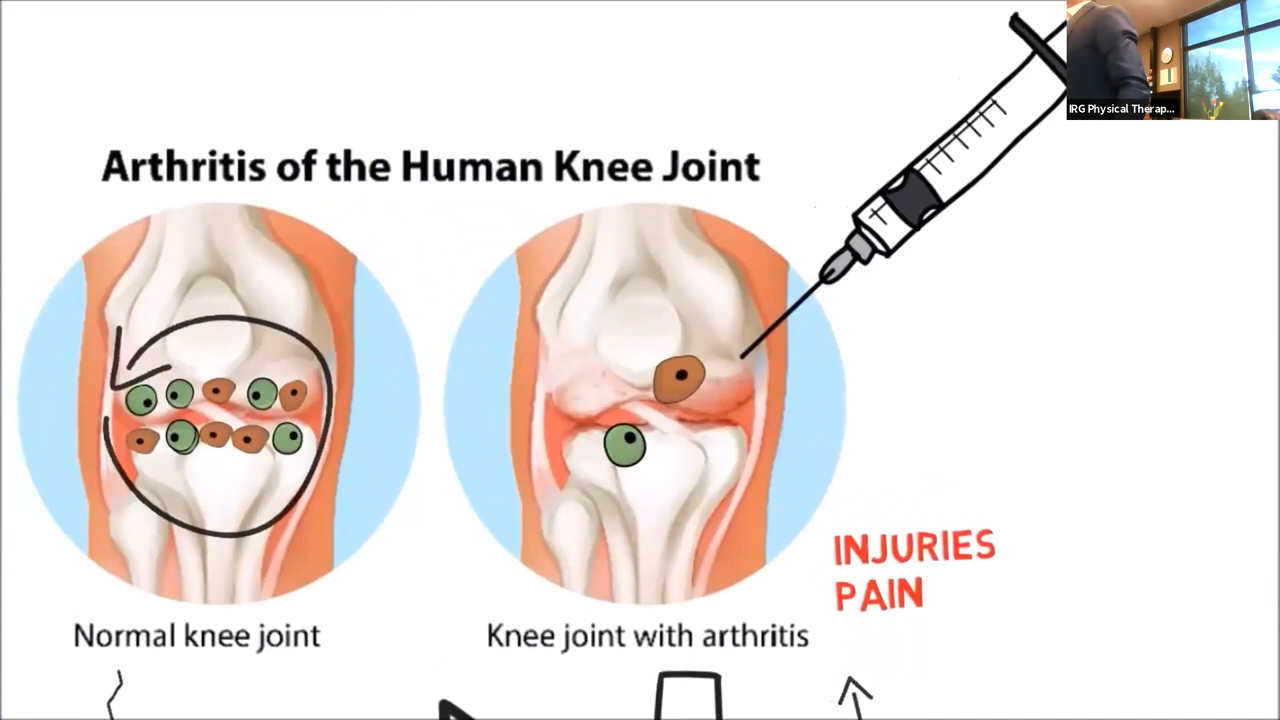 IRG Physical Therap...
Arthritis of the Human Knee Joint
INJURIES
PAIN
Normal knee joint
Knee joint with arthritis